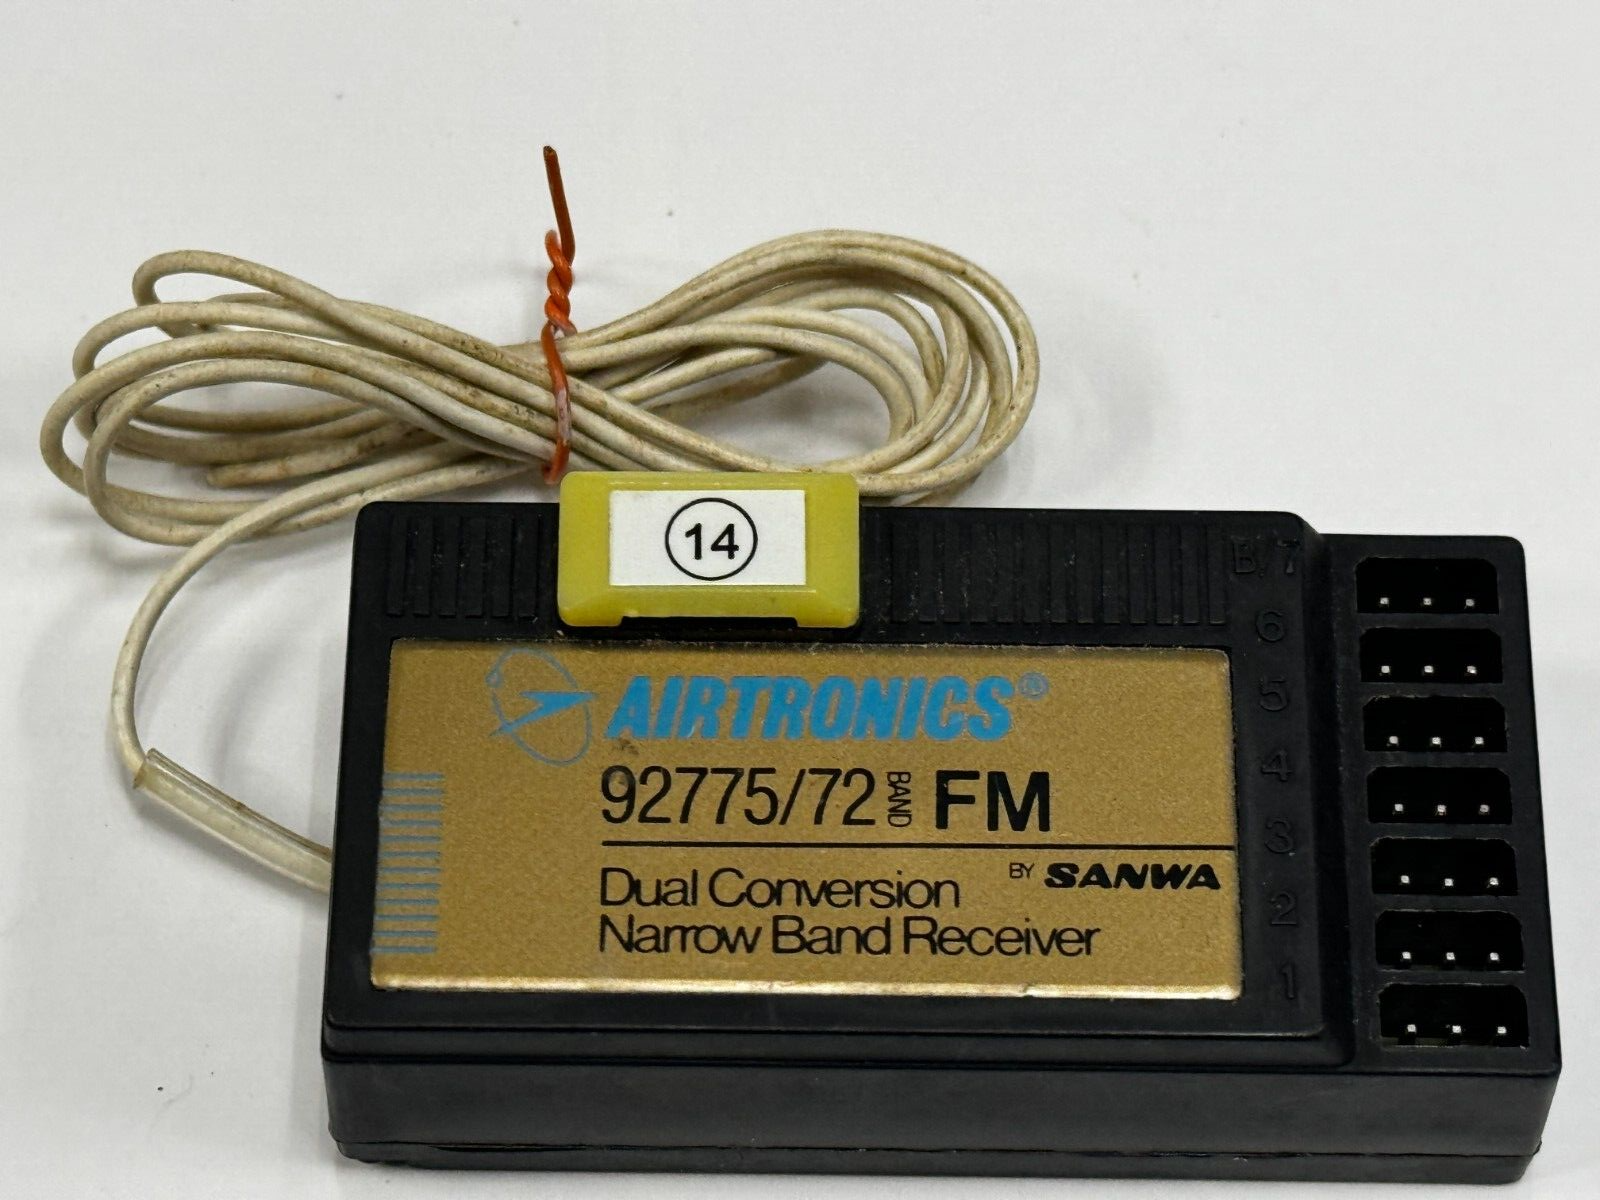 14
AIRTRONICS®
92775/72 BAND FM
BY SANWA
Dual Conversion
Narrow Band Receiver
B/7
6
5
4
3
2
1